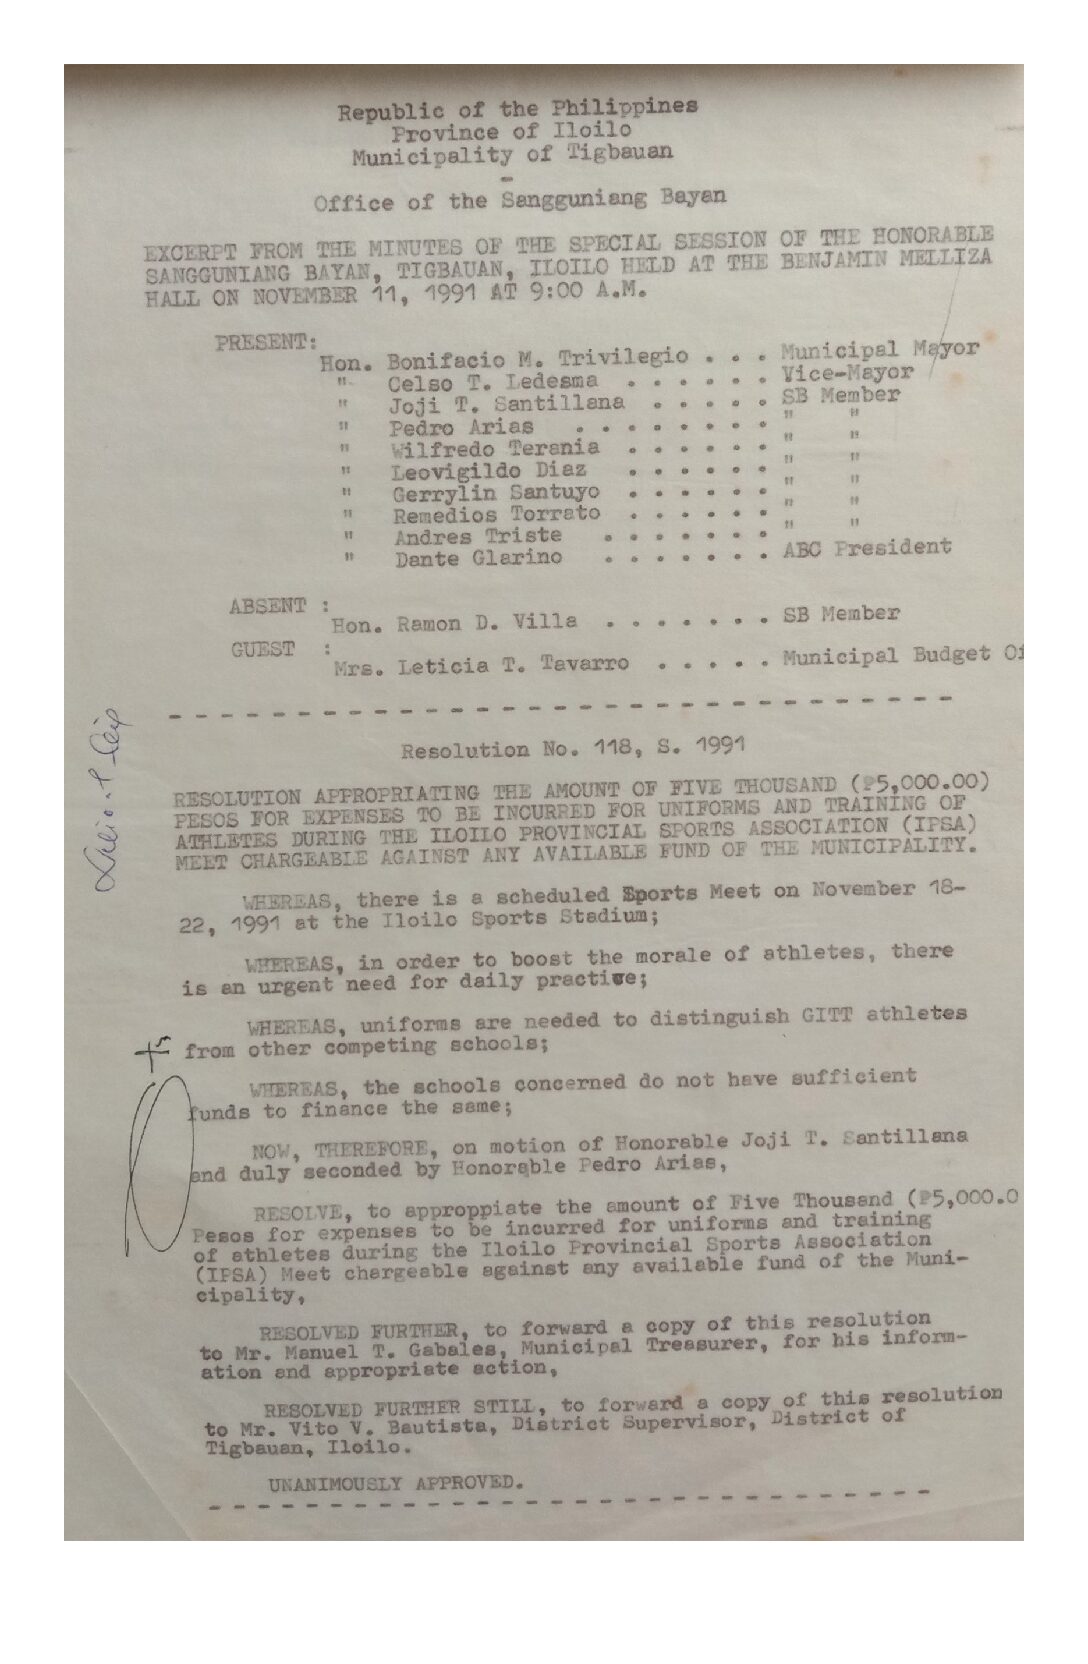 Republic of the Philippines
Province of Iloilo
Municipality of Tigbauan
-
Office of the Sangguniang Bayan
EXCERPT FROM THE MINUTES OF THE SPECIAL SESSION OF THE HONORABLE
SANGGUNIANG BAYAN, TIGBAUAN, ILOILO HELD AT THE BENJAMIN MELLIZA
HALL ON NOVEMBER 11, 1991 AT 9:00 A.M.
PRESENT:
Hon. Bonifacio M. Trivilegio . . . Municipal Mayor
" Celso T. Ledesma . . . . . . Vice-Mayor
" Joji T. Santillana . . . . . SB Member
" Pedro Arias . . . . . . . . " "
" Wilfredo Terania . . . . . . " "
" Leovigildo Diaz . . . . . . " "
" Gerrylin Santuyo . . . . . . " "
" Remedios Torrato . . . . . . " "
" Andres Triste . . . . . . . " "
" Dante Glarino . . . . . . . ABC President
ABSENT :
Hon. Ramon D. Villa . . . . . . . SB Member
GUEST :
Mrs. Leticia T. Tavarro . . . . . Municipal Budget Of
- - - - - - - - - - - - - - - - - - - - - - - - - - - - - -
Resolution No. 118, S. 1991
RESOLUTION APPROPRIATING THE AMOUNT OF FIVE THOUSAND (₱5,000.00)
PESOS FOR EXPENSES TO BE INCURRED FOR UNIFORMS AND TRAINING OF
ATHLETES DURING THE ILOILO PROVINCIAL SPORTS ASSOCIATION (IPSA)
MEET CHARGEABLE AGAINST ANY AVAILABLE FUND OF THE MUNICIPALITY.
WHEREAS, there is a scheduled Sports Meet on November 18-
22, 1991 at the Iloilo Sports Stadium;
WHEREAS, in order to boost the morale of athletes, there
is an urgent need for daily practice;
WHEREAS, uniforms are needed to distinguish GITT athletes
from other competing schools;
WHEREAS, the schools concerned do not have sufficient
funds to finance the same;
NOW, THEREFORE, on motion of Honorable Joji T. Santillana
and duly seconded by Honorable Pedro Arias,
RESOLVE, to approppiate the amount of Five Thousand (₱5,000.0
Pesos for expenses to be incurred for uniforms and training
of athletes during the Iloilo Provincial Sports Association
(IPSA) Meet chargeable against any available fund of the Muni-
cipality,
RESOLVED FURTHER, to forward a copy of this resolution
to Mr. Manuel T. Gabales, Municipal Treasurer, for his inform-
ation and appropriate action,
RESOLVED FURTHER STILL, to forward a copy of this resolution
to Mr. Vito V. Bautista, District Supervisor, District of
Tigbauan, Iloilo.
UNANIMOUSLY APPROVED.
- - - - - - - - - - - - - - - - - - - - - - - - - - - - - -